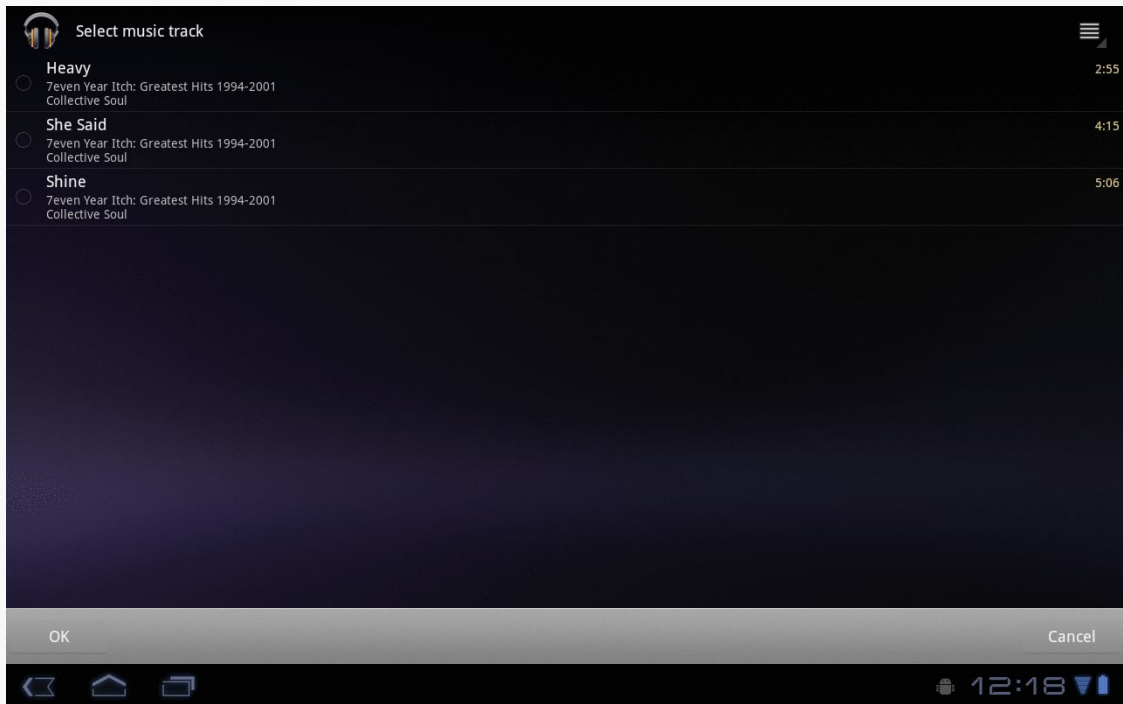 Select music track
Heavy
2:55
7even Year Itch: Greatest Hits 1994-2001
Collective Soul
She Said
4:15
7even Year Itch: Greatest Hits 1994-2001
Collective Soul
Shine
5:06
7even Year Itch: Greatest Hits 1994-2001
Collective Soul
OK
Cancel
12:18